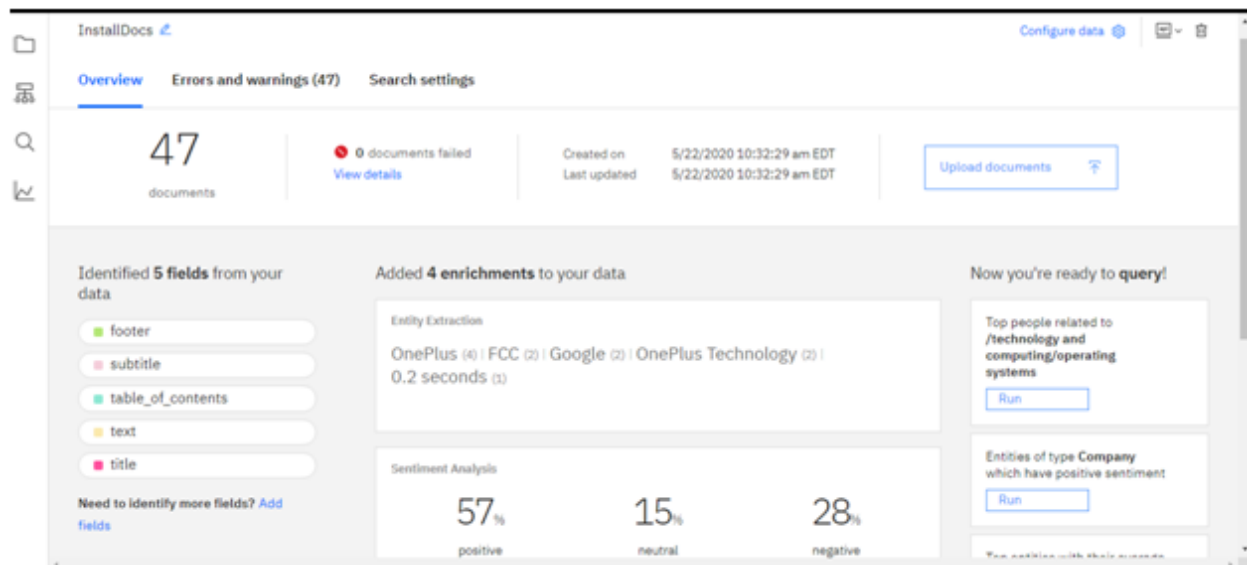 InstallDocs
Configure data
Overview Errors and warnings (47) Search settings
47
documents
0 documents failed
View details
Created on 5/22/2020 10:32:29 am EDT
Last updated 5/22/2020 10:32:29 am EDT
Upload documents
Identified 5 fields from your
data
footer
subtitle
table_of_contents
text
title
Need to identify more fields? Add
fields
Added 4 enrichments to your data
Entity Extraction
OnePlus (4) | FCC (2) | Google (2) | OnePlus Technology (2) |
0.2 seconds (1)
Sentiment Analysis
57% 15% 28%
positive neutral negative
Now you're ready to query!
Top people related to
/technology and
computing/operating
systems
Run
Entities of type Company
which have positive sentiment
Run